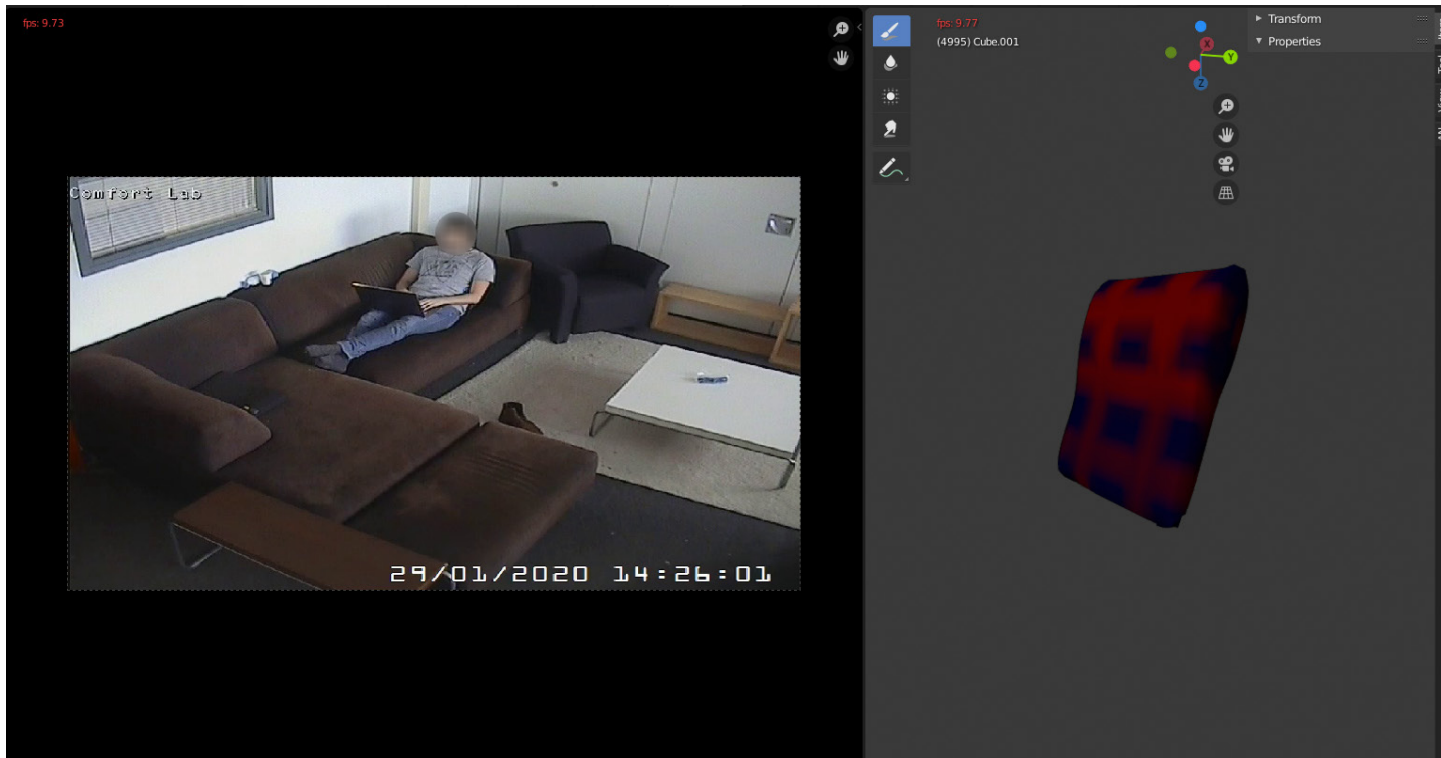 fps: 9.73
Comfort Lab
29/01/2020 14:26:01
fps: 9.77
(4995) Cube.001
X
Y
Z
Transform
Properties